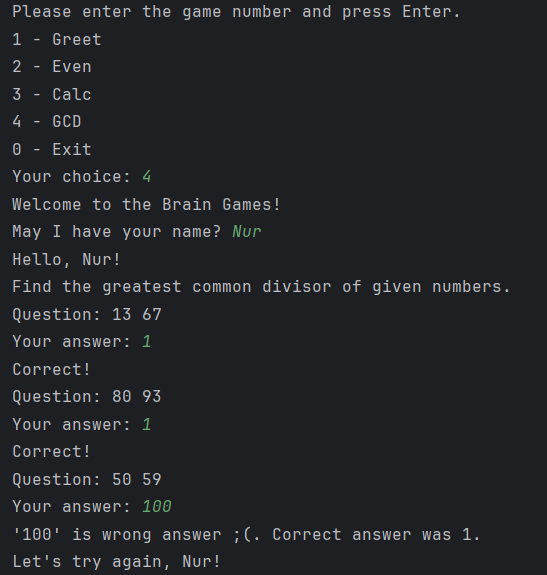 Please enter the game number and press Enter.
1 - Greet
2 - Even
3 - Calc
4 - GCD
0 - Exit
Your choice: 4
Welcome to the Brain Games!
May I have your name? Nur
Hello, Nur!
Find the greatest common divisor of given numbers.
Question: 13 67
Your answer: 1
Correct!
Question: 80 93
Your answer: 1
Correct!
Question: 50 59
Your answer: 100
'100' is wrong answer ;(. Correct answer was 1.
Let's try again, Nur!